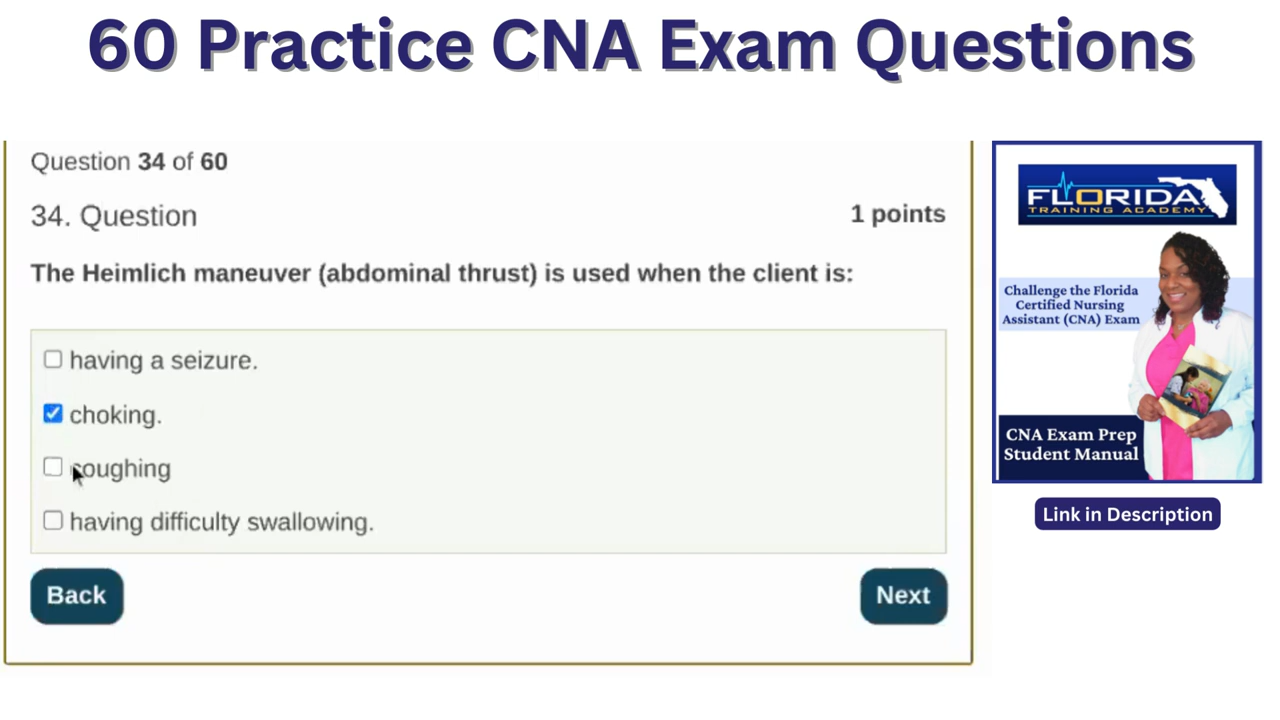 60 Practice CNA Exam Questions
Question 34 of 60
34. Question
1 points
The Heimlich maneuver (abdominal thrust) is used when the client is:
having a seizure.
choking.
coughing
having difficulty swallowing.
Back
Next
FLORIDA
TRAINING ACADEMY
Challenge the Florida
Certified Nursing
Assistant (CNA) Exam
CNA Exam Prep
Student Manual
Link in Description